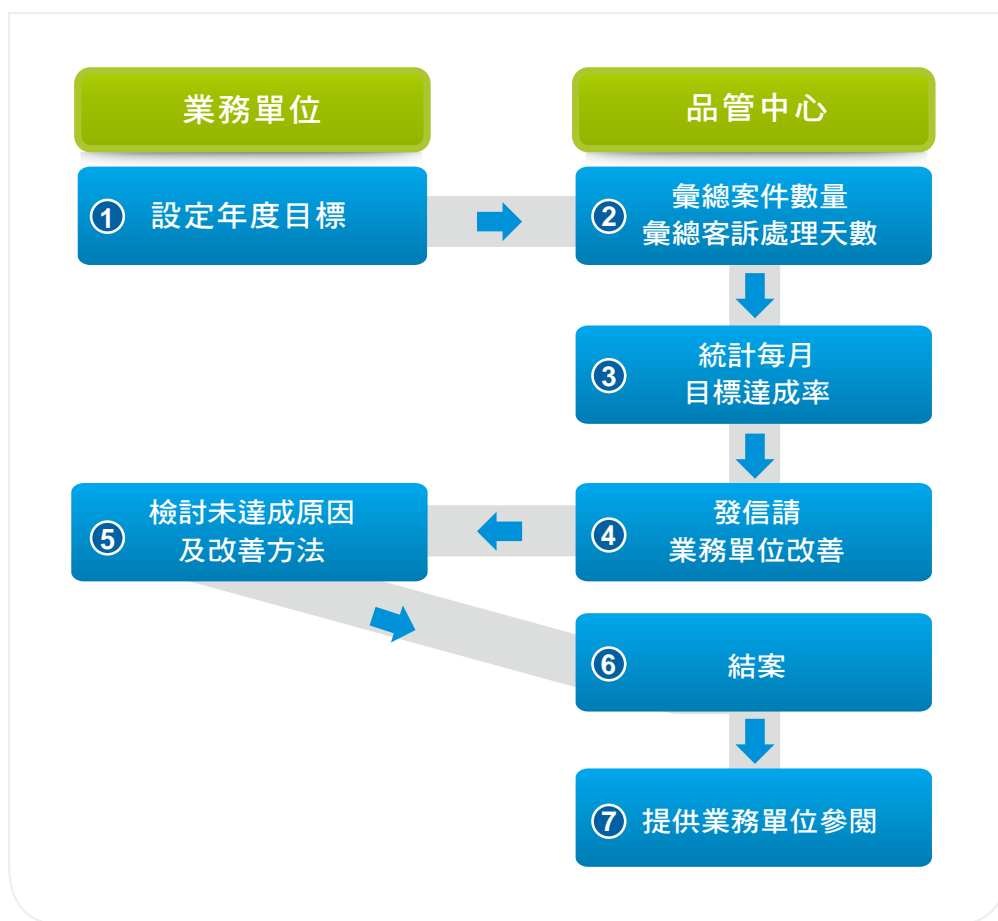 業務單位
品管中心
1 設定年度目標
2 彙總案件數量
彙總客訴處理天數
3 統計每月
目標達成率
4 發信請
業務單位改善
5 檢討未達成原因
及改善方法
6 結案
7 提供業務單位參閱